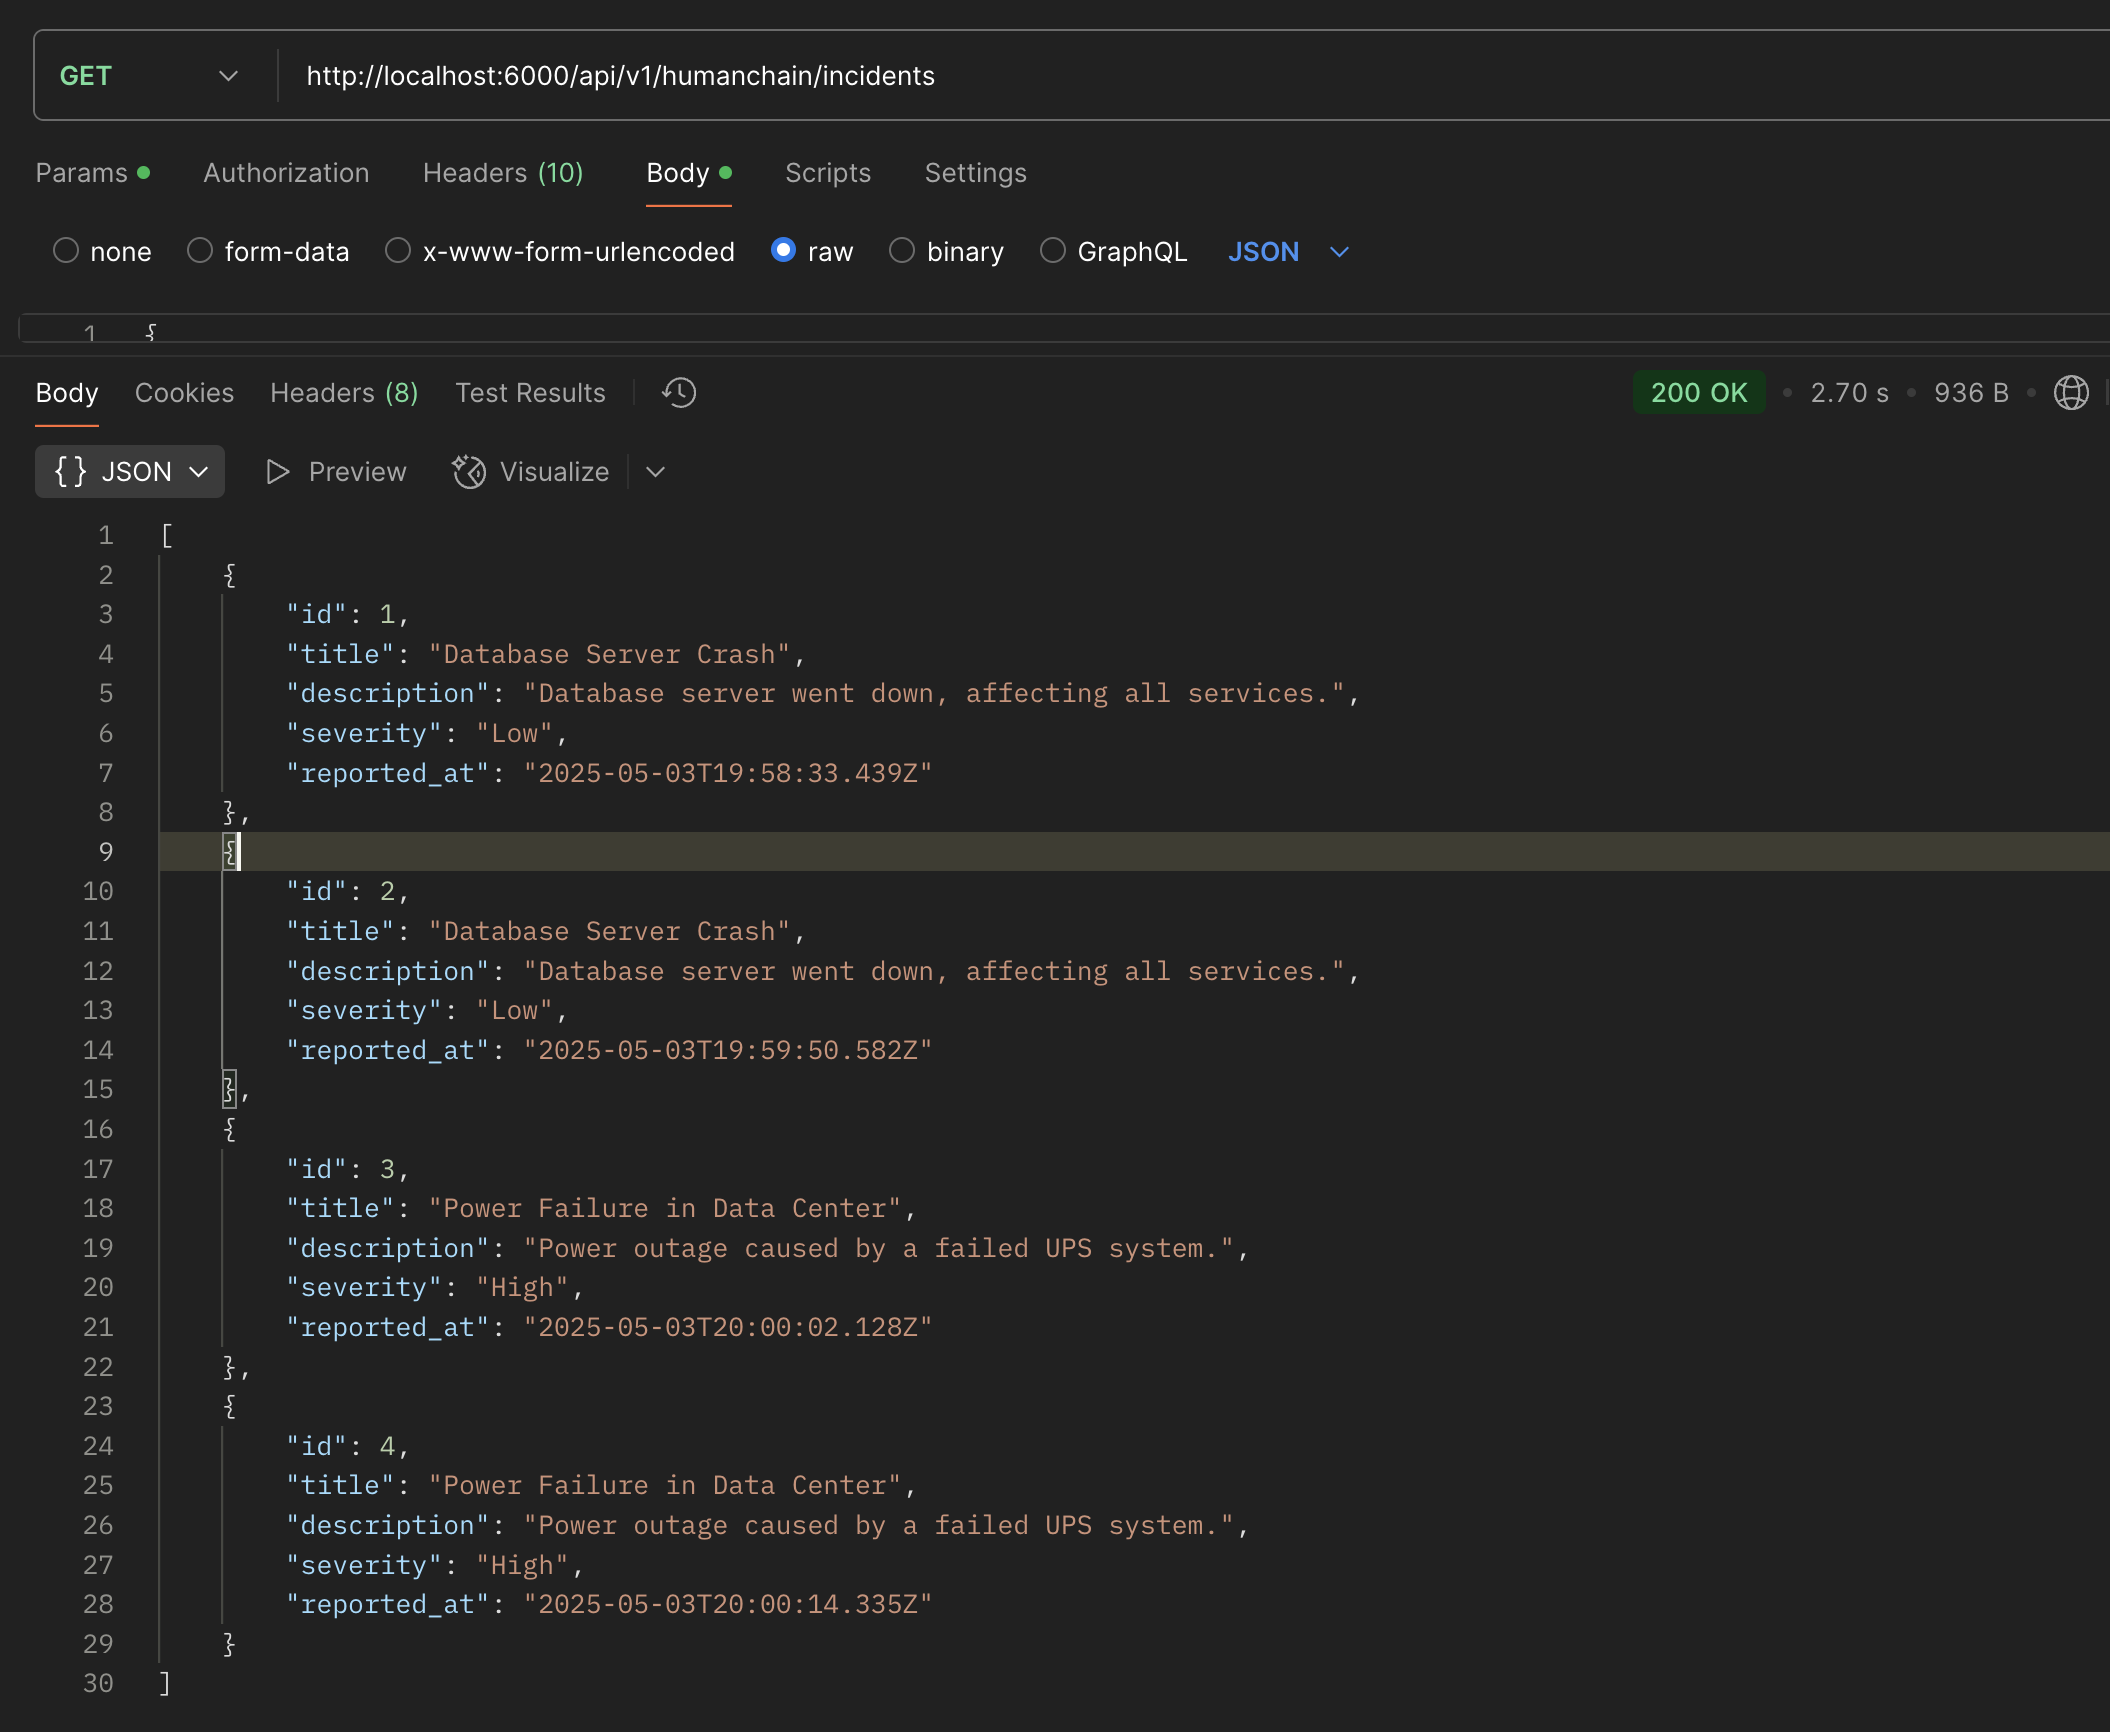 GET http://localhost:6000/api/v1/humanchain/incidents
Params Authorization Headers (10) Body Scripts Settings
none form-data x-www-form-urlencoded raw binary GraphQL JSON
1 {
Body Cookies Headers (8) Test Results 200 OK • 2.70 s • 936 B •
{} JSON Preview Visualize
1 [
2 {
3 "id": 1,
4 "title": "Database Server Crash",
5 "description": "Database server went down, affecting all services.",
6 "severity": "Low",
7 "reported_at": "2025-05-03T19:58:33.439Z"
8 },
9 {
10 "id": 2,
11 "title": "Database Server Crash",
12 "description": "Database server went down, affecting all services.",
13 "severity": "Low",
14 "reported_at": "2025-05-03T19:59:50.582Z"
15 },
16 {
17 "id": 3,
18 "title": "Power Failure in Data Center",
19 "description": "Power outage caused by a failed UPS system.",
20 "severity": "High",
21 "reported_at": "2025-05-03T20:00:02.128Z"
22 },
23 {
24 "id": 4,
25 "title": "Power Failure in Data Center",
26 "description": "Power outage caused by a failed UPS system.",
27 "severity": "High",
28 "reported_at": "2025-05-03T20:00:14.335Z"
29 }
30 ]